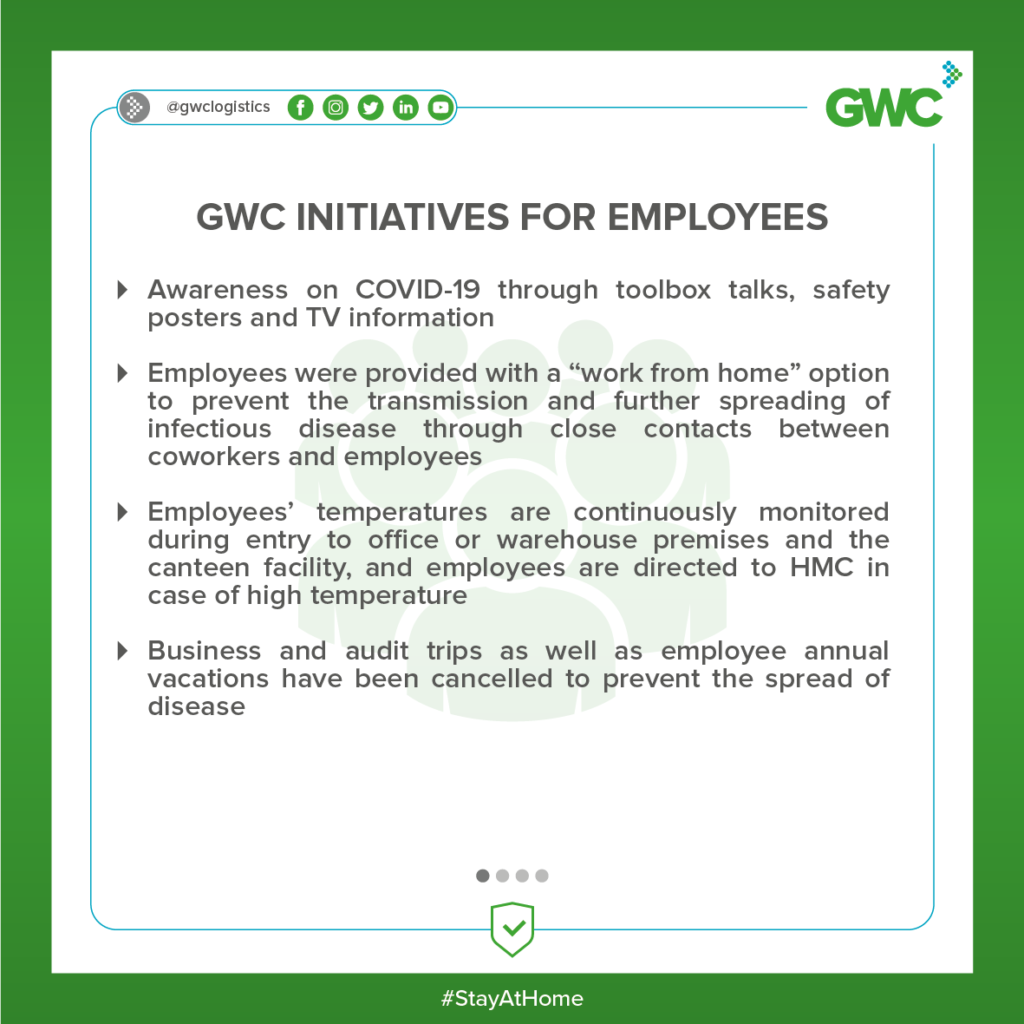 @gwclogistics
GWC
GWC INITIATIVES FOR EMPLOYEES
Awareness on COVID-19 through toolbox talks, safety
posters and TV information
Employees were provided with a “work from home” option
to prevent the transmission and further spreading of
infectious disease through close contacts between
coworkers and employees
Employees’ temperatures are continuously monitored
during entry to office or warehouse premises and the
canteen facility, and employees are directed to HMC in
case of high temperature
Business and audit trips as well as employee annual
vacations have been cancelled to prevent the spread of
disease
#StayAtHome